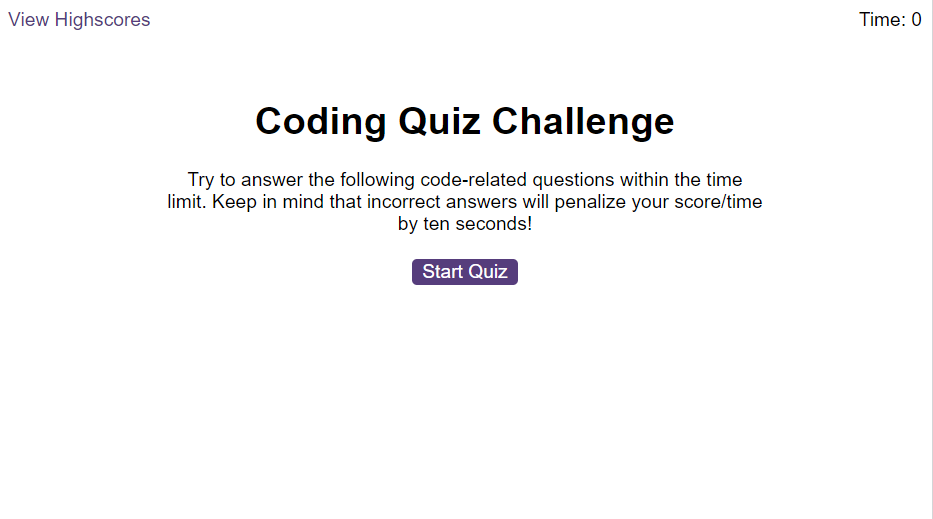 View Highscores
Time: 0
Coding Quiz Challenge
Try to answer the following code-related questions within the time
limit. Keep in mind that incorrect answers will penalize your score/time
by ten seconds!
Start Quiz